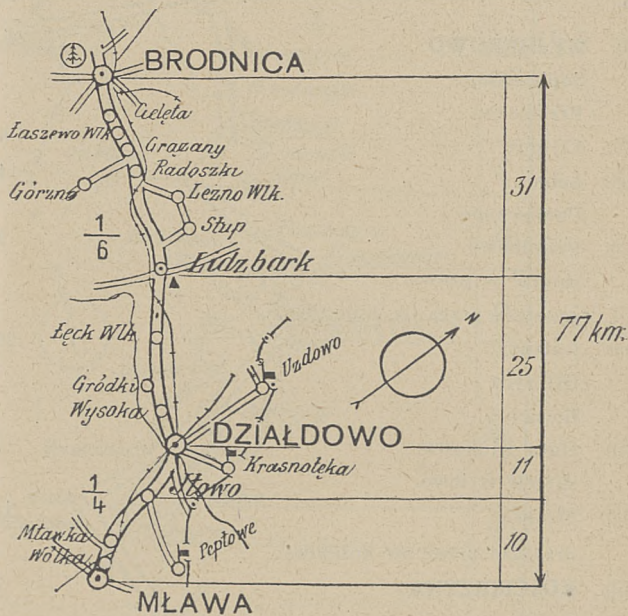 BRODNICA
Cielęta
Łaszewo Wlk
Grążany
Radoszki
Górzno
Leźno Wlk.
Słup
31
1
6
Lidzbark
N
77 km.
Łęck Wlk
Uzdowo
25
Gródki
Wysoka
DZIAŁDOWO
Krasnołęka
11
Iłowo
1
4
Mławka
Wólka
Pepłowe
10
MŁAWA